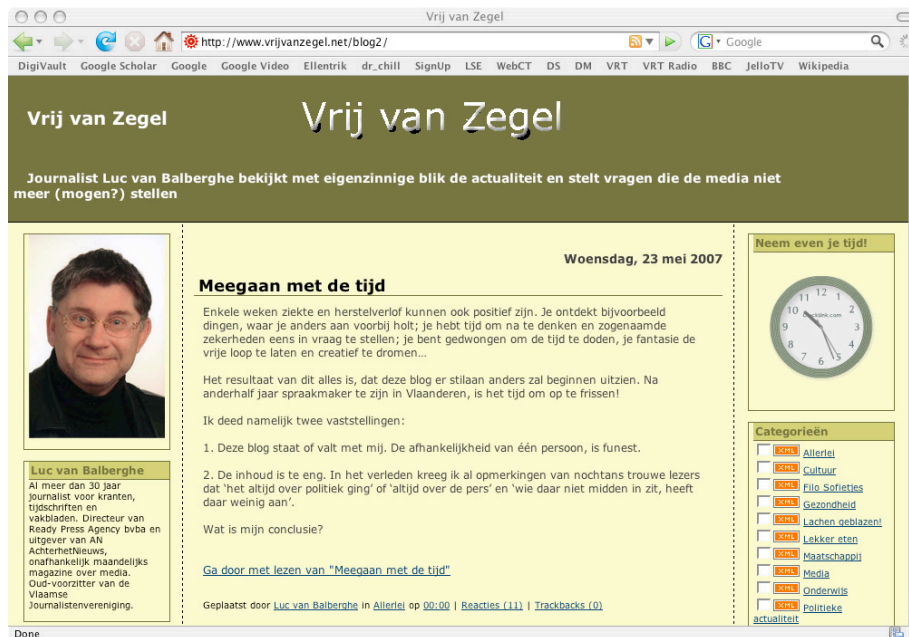 Vrij van Zegel
http://www.vrijvanzegel.net/blog2/
G Google
DigiVault Google Scholar Google Google Video Ellentrik dr_chill SignUp LSE WebCT DS DM VRT VRT Radio BBC JelloTV Wikipedia
Vrij van Zegel
Vrij van Zegel
Journalist Luc van Balberghe bekijkt met eigenzinnige blik de actualiteit en stelt vragen die de media niet
meer (mogen?) stellen
Luc van Balberghe
Al meer dan 30 jaar
journalist voor kranten,
tijdschriften en
vakbladen. Directeur van
Ready Press Agency bvba en
uitgever van AN
AchterhetNieuws,
onafhankelijk maandelijks
magazine over media.
Oud-voorzitter van de
Vlaamse
Journalistenvereniging.
Woensdag, 23 mei 2007
Meegaan met de tijd
Enkele weken ziekte en herstelverlof kunnen ook positief zijn. Je ontdekt bijvoorbeeld
dingen, waar je anders aan voorbij holt; je hebt tijd om na te denken en zogenaamde
zekerheden eens in vraag te stellen; je bent gedwongen om de tijd te doden, je fantasie de
vrije loop te laten en creatief te dromen…
Het resultaat van dit alles is, dat deze blog er stilaan anders zal beginnen uitzien. Na
anderhalf jaar spraakmaker te zijn in Vlaanderen, is het tijd om op te frissen!
Ik deed namelijk twee vaststellingen:
1. Deze blog staat of valt met mij. De afhankelijkheid van één persoon, is funest.
2. De inhoud is te eng. In het verleden kreeg ik al opmerkingen van nochtans trouwe lezers
dat ‘het altijd over politiek ging’ of ‘altijd over de pers’ en ‘wie daar niet midden in zit, heeft
daar weinig aan’.
Wat is mijn conclusie?
Ga door met lezen van "Meegaan met de tijd"
Geplaatst door Luc van Balberghe in Allerlei op 00:00 | Reacties (11) | Trackbacks (0)
Neem even je tijd!
12
11 1
10 2
9 3
8 4
7 5
6
Categorieën
XML Allerlei
XML Cultuur
XML Filo Sofietjes
XML Gezondheid
XML Lachen geblazen!
XML Lekker eten
XML Maatschappij
XML Media
XML Onderwijs
XML Politieke
actualiteit
Done